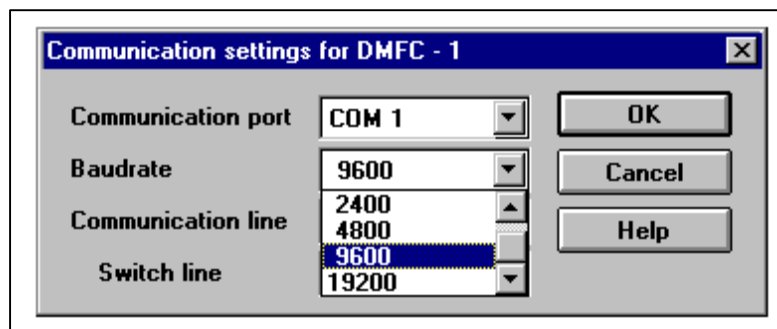 Communication settings for DMFC - 1
Communication port
COM 1
OK
Baudrate
9600
Cancel
2400
Communication line
4800
Help
9600
Switch line
19200